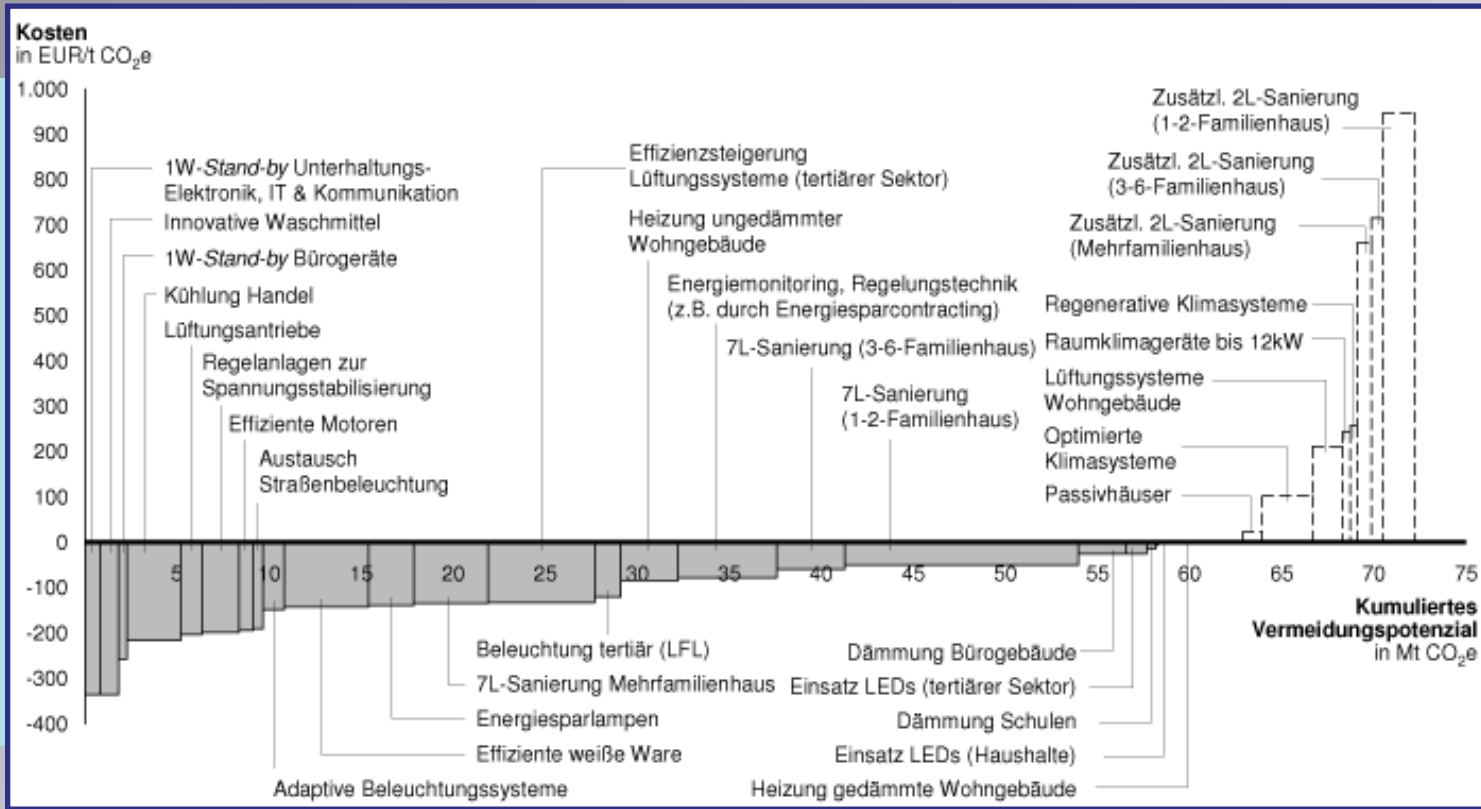 Kosten
in EUR/t CO₂e
1.000
900
800
700
600
500
400
300
200
100
0
-100
-200
-300
-400
1W-Stand-by Unterhaltungs-
Elektronik, IT & Kommunikation
Innovative Waschmittel
1W-Stand-by Bürogeräte
Kühlung Handel
Lüftungsantriebe
Regelanlagen zur
Spannungsstabilisierung
Effiziente Motoren
Austausch
Straßenbeleuchtung
Effizienzsteigerung
Lüftungssysteme (tertiärer Sektor)
Heizung ungedämmter
Wohngebäude
Energiemonitoring, Regelungstechnik
(z.B. durch Energiesparcontracting)
7L-Sanierung (3-6-Familienhaus)
7L-Sanierung
(1-2-Familienhaus)
Zusätzl. 2L-Sanierung
(1-2-Familienhaus)
Zusätzl. 2L-Sanierung
(3-6-Familienhaus)
Zusätzl. 2L-Sanierung
(Mehrfamilienhaus)
Regenerative Klimasysteme
Raumklimageräte bis 12kW
Lüftungssysteme
Wohngebäude
Optimierte
Klimasysteme
Passivhäuser
5 10 15 20 25 30 35 40 45 50 55 60 65 70 75
Kumuliertes
Vermeidungspotenzial
in Mt CO₂e
Beleuchtung tertiär (LFL)
7L-Sanierung Mehrfamilienhaus
Energiesparlampen
Effiziente weiße Ware
Adaptive Beleuchtungssysteme
Dämmung Bürogebäude
Einsatz LEDs (tertiärer Sektor)
Dämmung Schulen
Einsatz LEDs (Haushalte)
Heizung gedämmte Wohngebäude